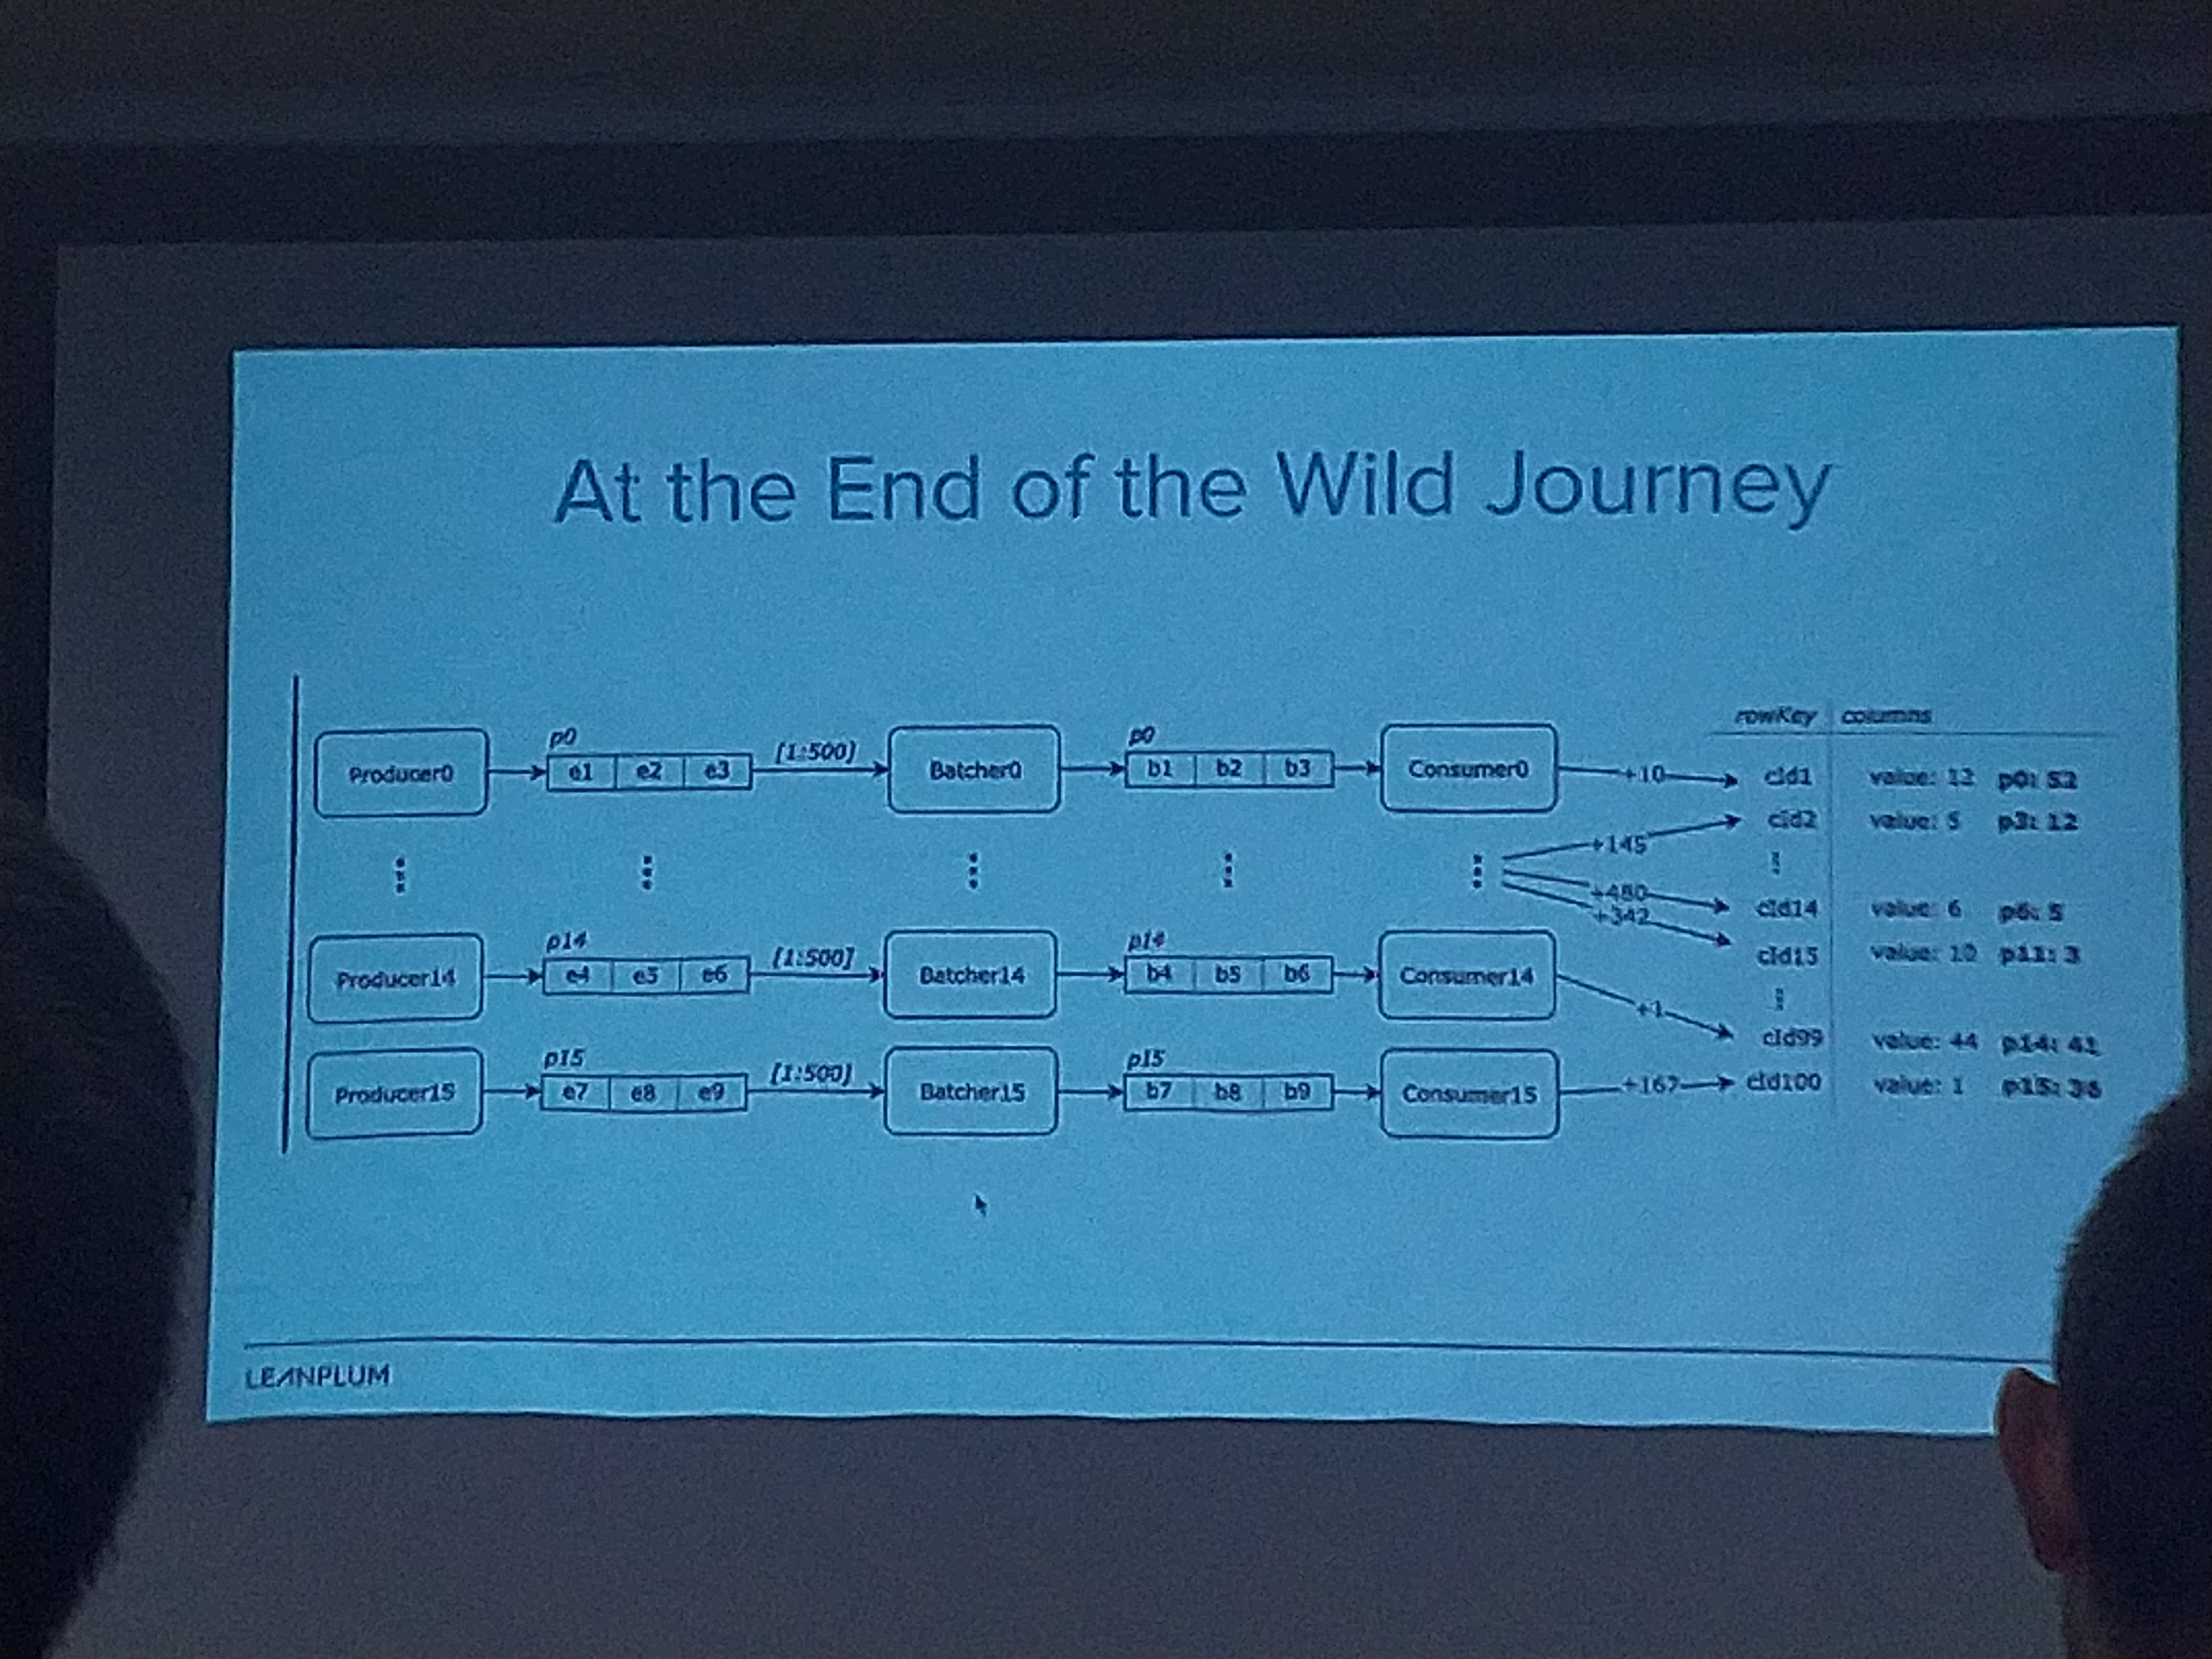 At the End of the Wild Journey
rowKey columns
p0 [1:500] p0
Producer0 e1 e2 e3 Batcher0 b1 b2 b3 Consumer0 +10 cId1 value: 12 p0: 52
+145 cId2 value: 5 p3: 12
+480 cId14 value: 6 p6: 5
+342 cId15 value: 10 p11: 3
p14 [1:500] p14
Producer14 e4 e5 e6 Batcher14 b4 b5 b6 Consumer14 +1 cId99 value: 44 p14: 41
p15 [1:500] p15
Producer15 e7 e8 e9 Batcher15 b7 b8 b9 Consumer15 +167 cId100 value: 1 p15:
LEANPLUM